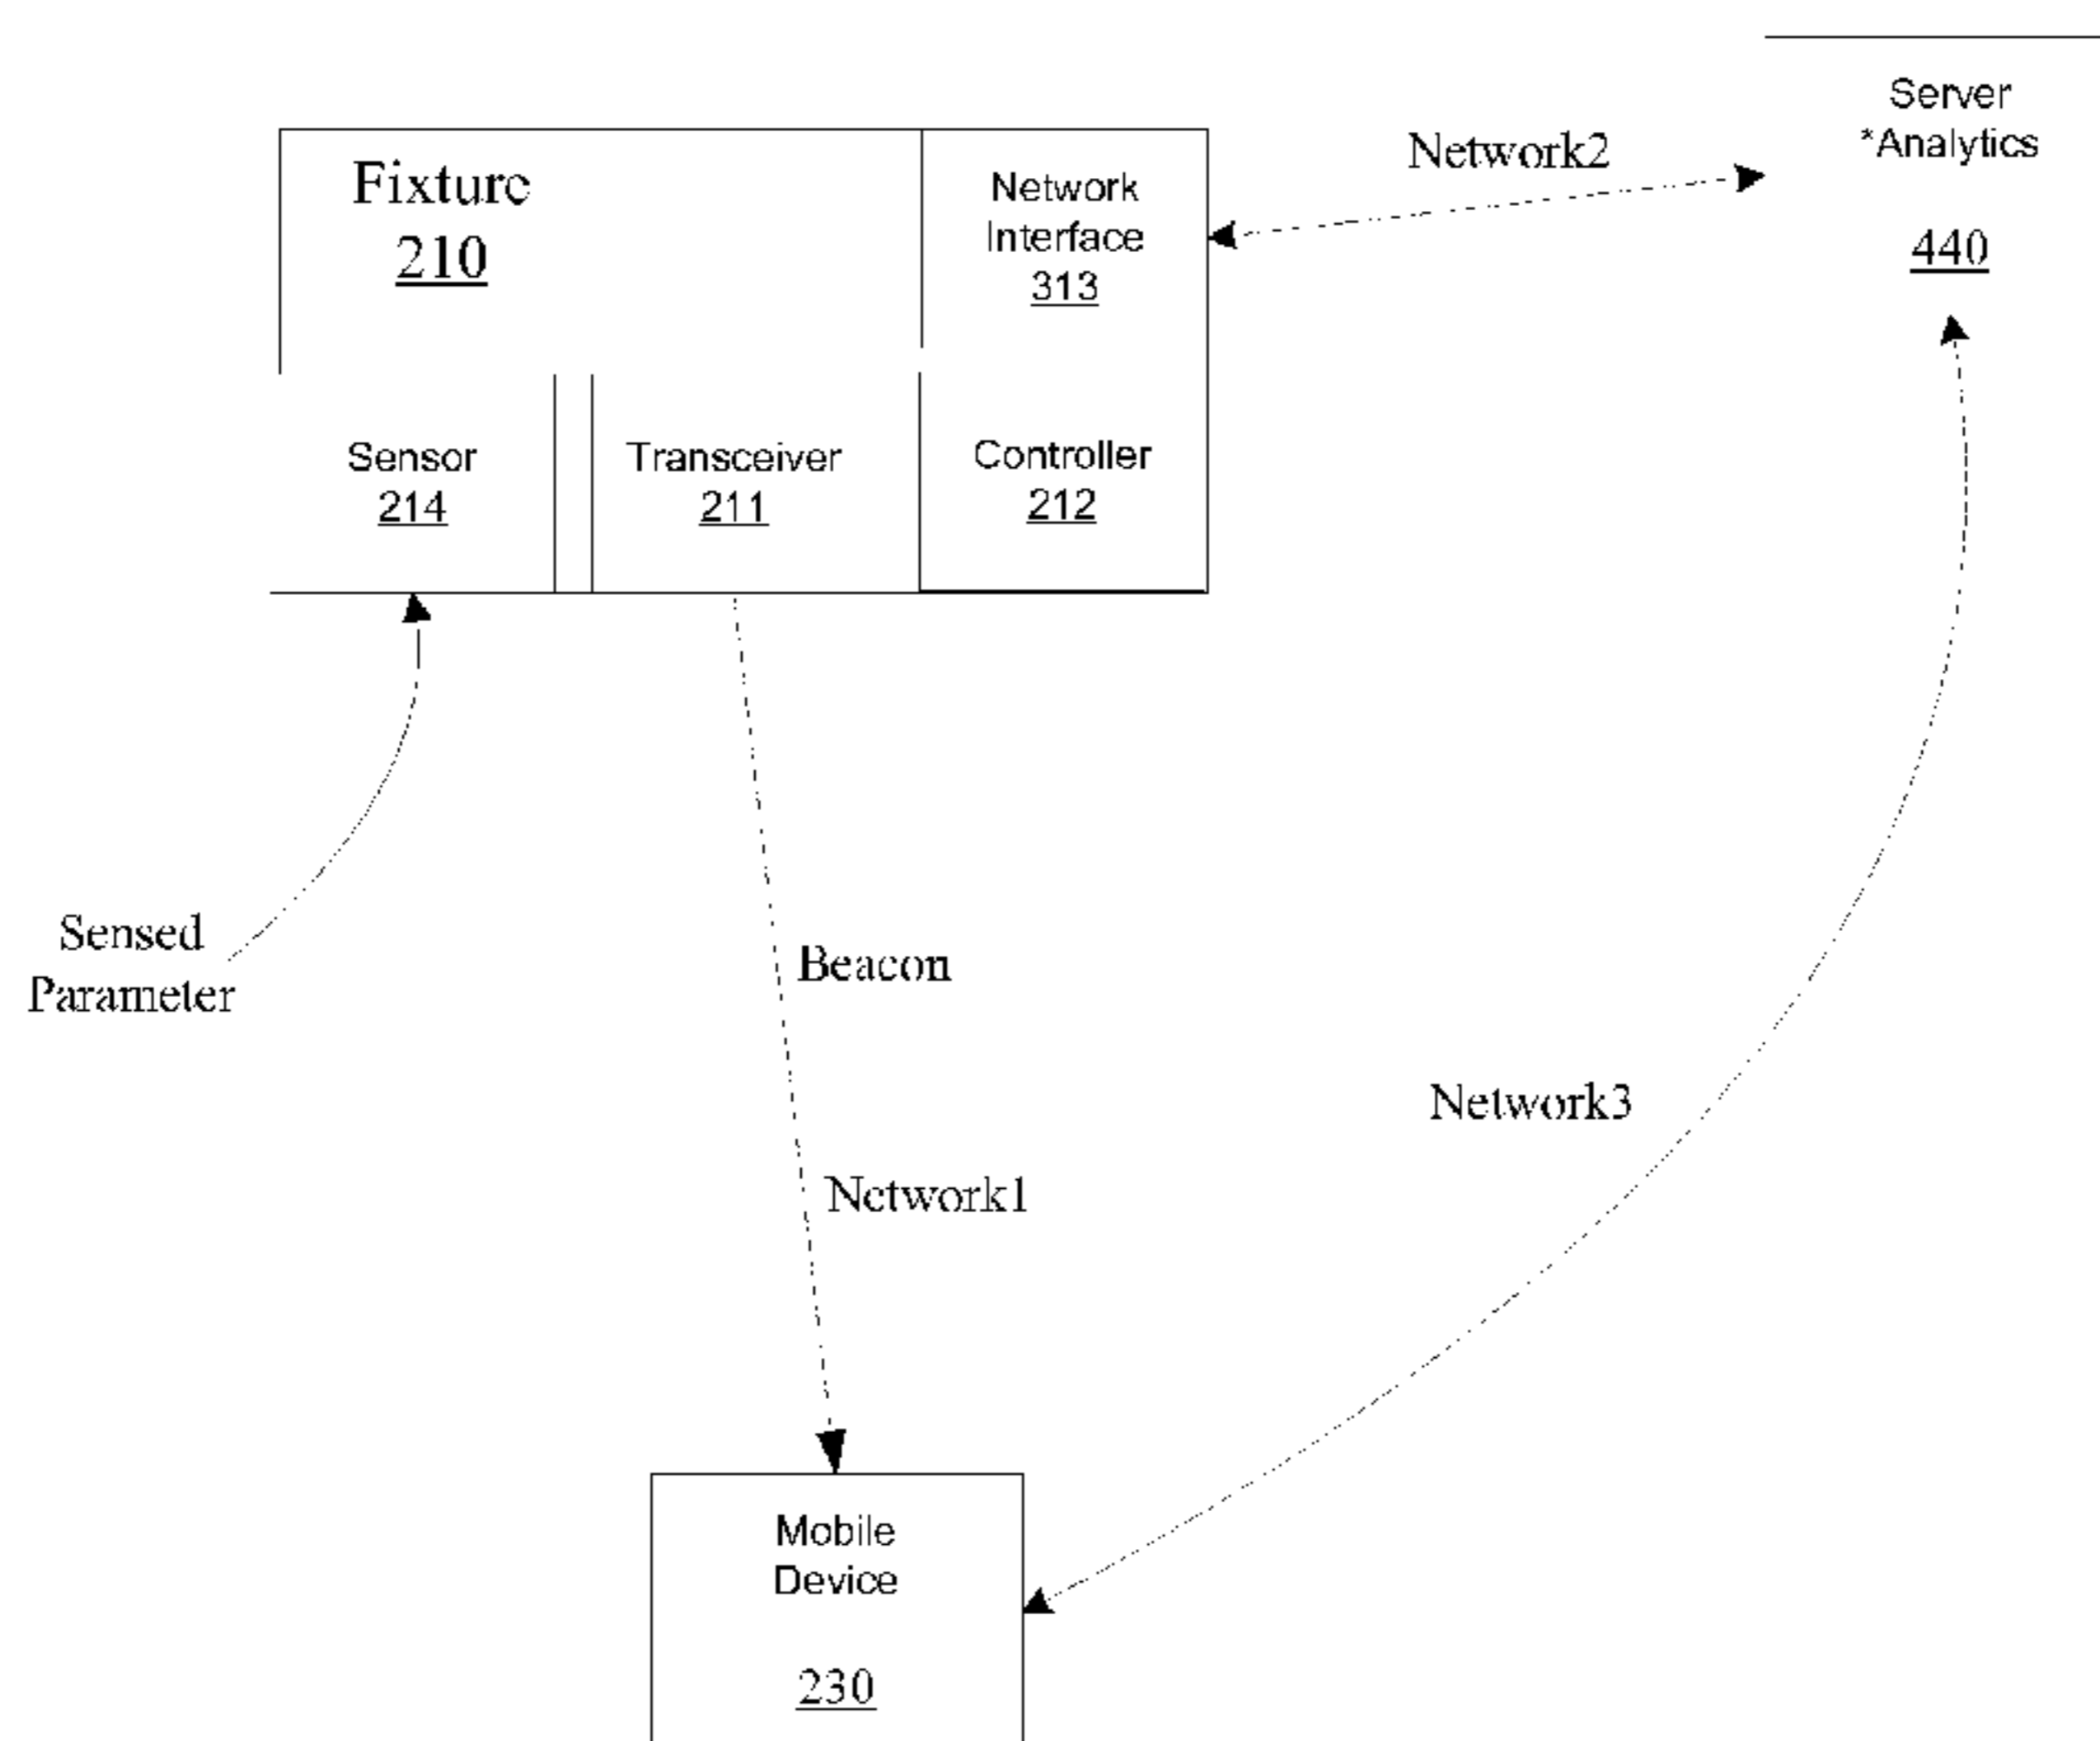 Fixture
210
Network
Interface
313
Network2
Server
*Analytics
440
Sensor
214
Transceiver
211
Controller
212
Sensed
Parameter
Beacon
Network3
Network1
Mobile
Device
230